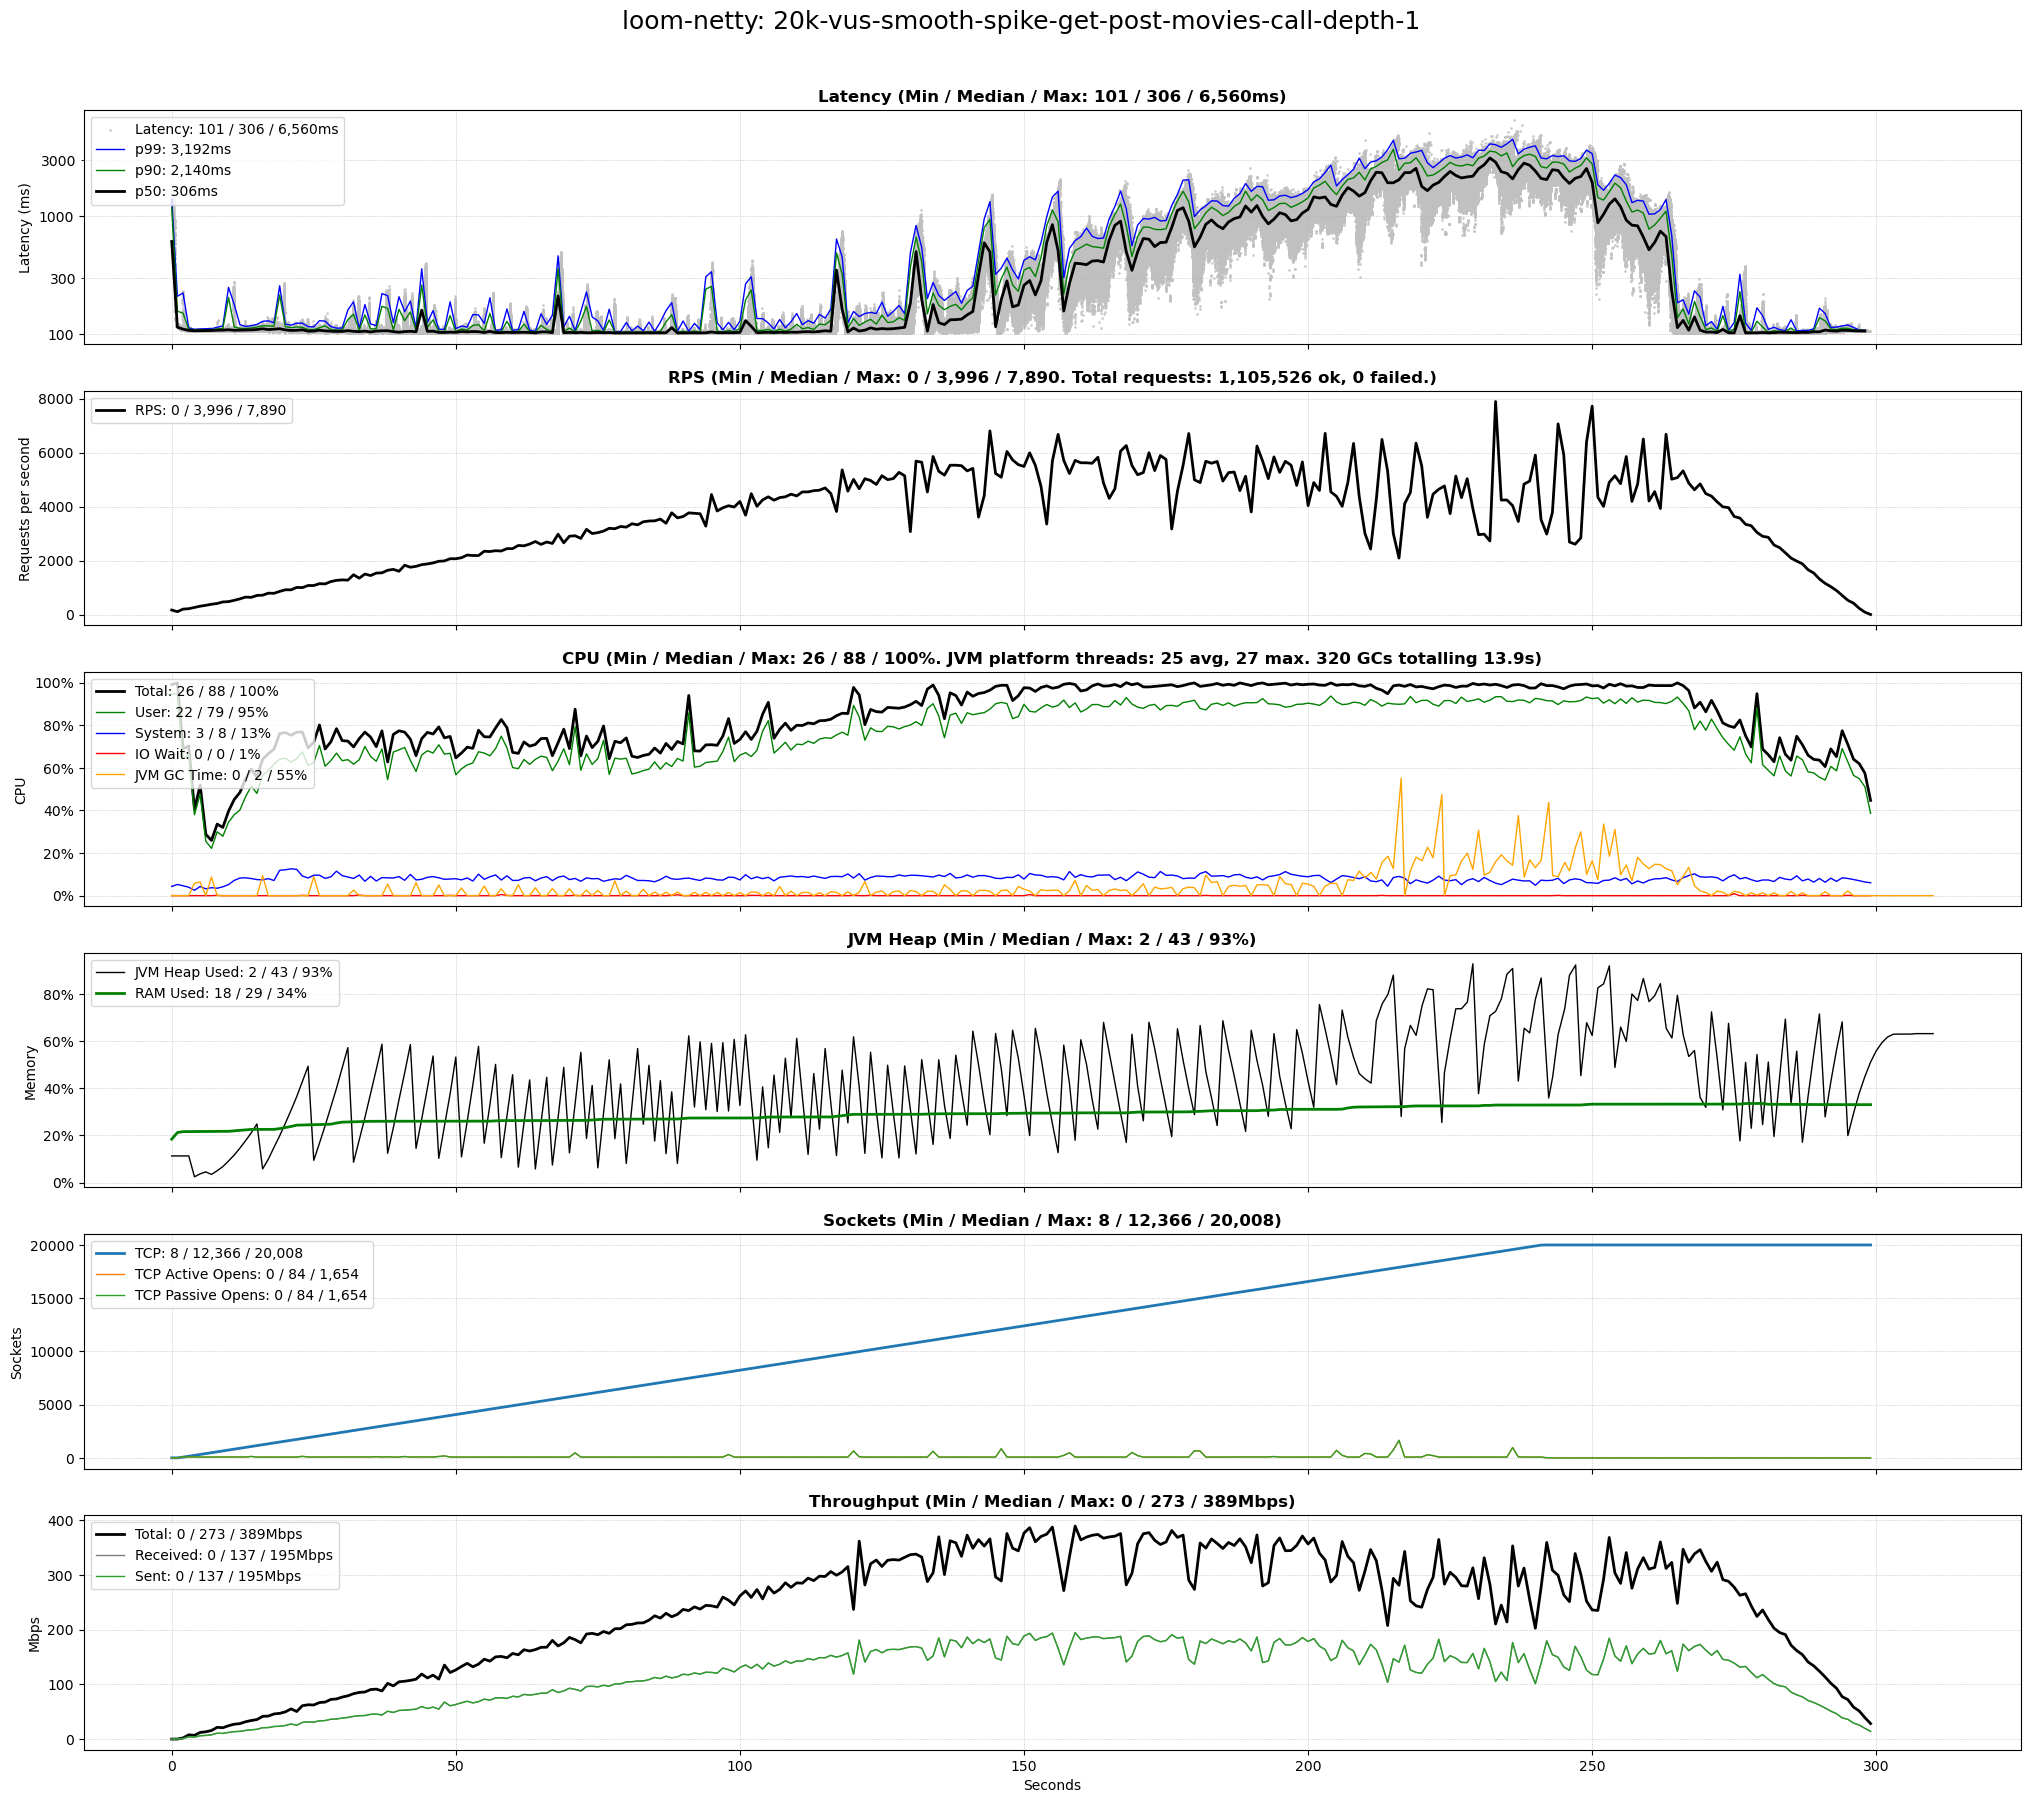 loom-netty: 20k-vus-smooth-spike-get-post-movies-call-depth-1
Latency (Min / Median / Max: 101 / 306 / 6,560ms)
Latency: 101 / 306 / 6,560ms
p99: 3,192ms
p90: 2,140ms
p50: 306ms
3000
1000
300
100
Latency (ms)
RPS (Min / Median / Max: 0 / 3,996 / 7,890. Total requests: 1,105,526 ok, 0 failed.)
RPS: 0 / 3,996 / 7,890
8000
6000
4000
2000
0
Requests per second
CPU (Min / Median / Max: 26 / 88 / 100%. JVM platform threads: 25 avg, 27 max. 320 GCs totalling 13.9s)
Total: 26 / 88 / 100%
User: 22 / 79 / 95%
System: 3 / 8 / 13%
IO Wait: 0 / 0 / 1%
JVM GC Time: 0 / 2 / 55%
100%
80%
60%
40%
20%
0%
CPU
JVM Heap (Min / Median / Max: 2 / 43 / 93%)
JVM Heap Used: 2 / 43 / 93%
RAM Used: 18 / 29 / 34%
80%
60%
40%
20%
0%
Memory
Sockets (Min / Median / Max: 8 / 12,366 / 20,008)
TCP: 8 / 12,366 / 20,008
TCP Active Opens: 0 / 84 / 1,654
TCP Passive Opens: 0 / 84 / 1,654
20000
15000
10000
5000
0
Sockets
Throughput (Min / Median / Max: 0 / 273 / 389Mbps)
Total: 0 / 273 / 389Mbps
Received: 0 / 137 / 195Mbps
Sent: 0 / 137 / 195Mbps
400
300
200
100
0
Mbps
0 50 100 150 200 250 300
Seconds